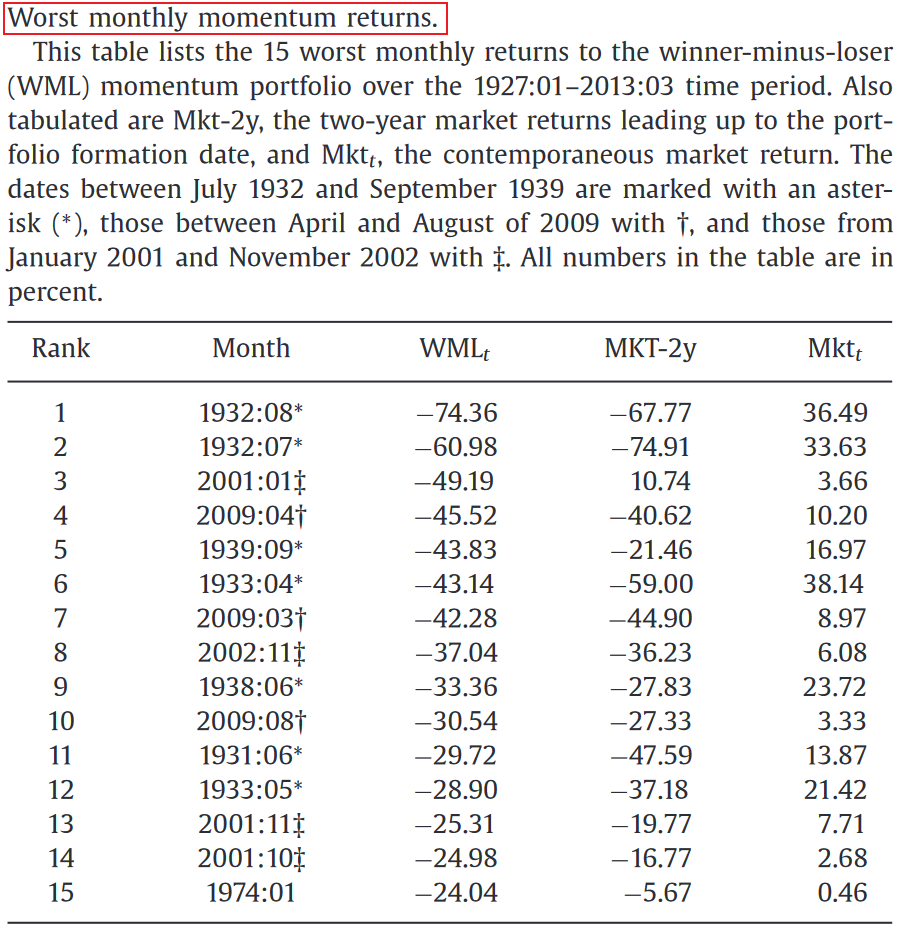 Worst monthly momentum returns.
This table lists the 15 worst monthly returns to the winner-minus-loser
(WML) momentum portfolio over the 1927:01–2013:03 time period. Also
tabulated are Mkt-2y, the two-year market returns leading up to the port-
folio formation date, and Mktt, the contemporaneous market return. The
dates between July 1932 and September 1939 are marked with an aster-
isk (*), those between April and August of 2009 with †, and those from
January 2001 and November 2002 with ‡. All numbers in the table are in
percent.
Rank Month WMLt MKT-2y Mktt
1 1932:08* −74.36 −67.77 36.49
2 1932:07* −60.98 −74.91 33.63
3 2001:01‡ −49.19 10.74 3.66
4 2009:04† −45.52 −40.62 10.20
5 1939:09* −43.83 −21.46 16.97
6 1933:04* −43.14 −59.00 38.14
7 2009:03† −42.28 −44.90 8.97
8 2002:11‡ −37.04 −36.23 6.08
9 1938:06* −33.36 −27.83 23.72
10 2009:08† −30.54 −27.33 3.33
11 1931:06* −29.72 −47.59 13.87
12 1933:05* −28.90 −37.18 21.42
13 2001:11‡ −25.31 −19.77 7.71
14 2001:10‡ −24.98 −16.77 2.68
15 1974:01 −24.04 −5.67 0.46